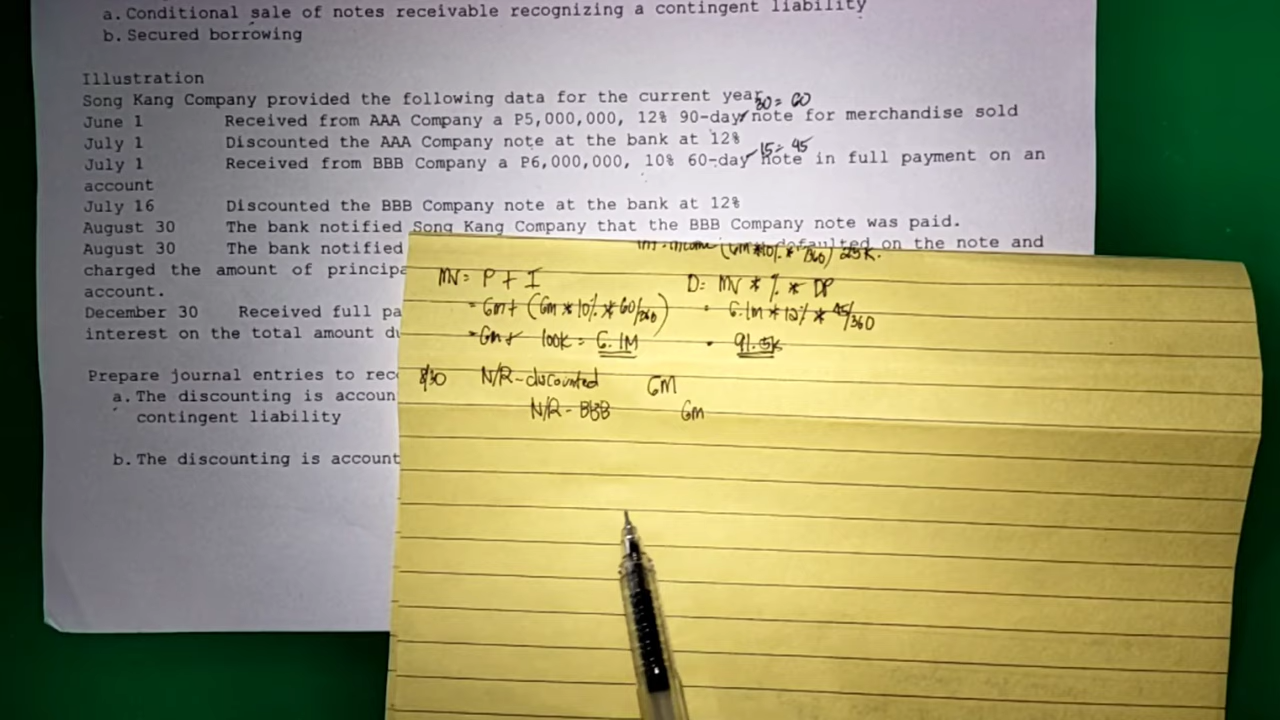 a. Conditional sale of notes receivable recognizing a contingent liability
b. Secured borrowing
Illustration
Song Kang Company provided the following data for the current year
30 = 60
June 1 Received from AAA Company a P5,000,000, 12% 90-day note for merchandise sold
July 1 Discounted the AAA Company note at the bank at 12%
15 = 45
July 1 Received from BBB Company a P6,000,000, 10% 60-day note in full payment on an
account
July 16 Discounted the BBB Company note at the bank at 12%
August 30 The bank notified Song Kang Company that the BBB Company note was paid.
August 30 The bank notified defaulted on the note and
charged the amount of principa
account.
December 30 Received full pa
interest on the total amount du
Prepare journal entries to rec
a. The discounting is accoun
contingent liability
b. The discounting is account
Int. income (6M * 10% * /360) 25K.
MV = P + I
= 6m + (6m * 10% * 60/360)
= 6m + 100k = 6.1M
D = MV * % * DP
= 6.1M * 12% * 45/360
= 91.5K
8/30 N/R - discounted 6M
N/R - BBB 6m